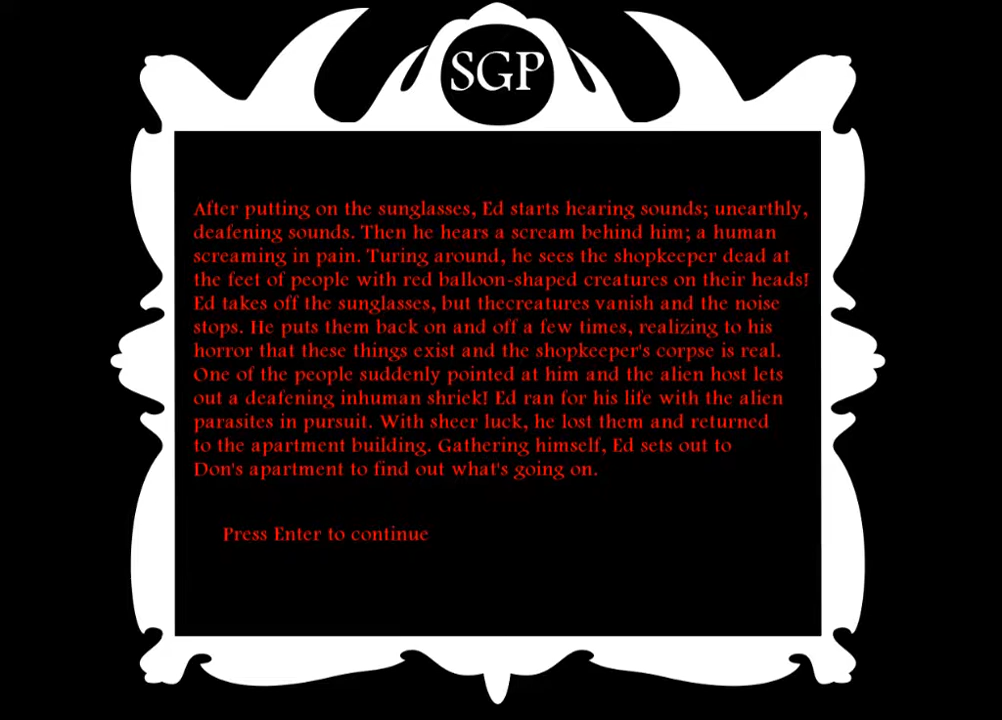 SGP
After putting on the sunglasses, Ed starts hearing sounds; unearthly,
deafening sounds. Then he hears a scream behind him; a human
screaming in pain. Turing around, he sees the shopkeeper dead at
the feet of people with red balloon-shaped creatures on their heads!
Ed takes off the sunglasses, but thecreatures vanish and the noise
stops. He puts them back on and off a few times, realizing to his
horror that these things exist and the shopkeeper's corpse is real.
One of the people suddenly pointed at him and the alien host lets
out a deafening inhuman shriek! Ed ran for his life with the alien
parasites in pursuit. With sheer luck, he lost them and returned
to the apartment building. Gathering himself, Ed sets out to
Don's apartment to find out what's going on.
Press Enter to continue